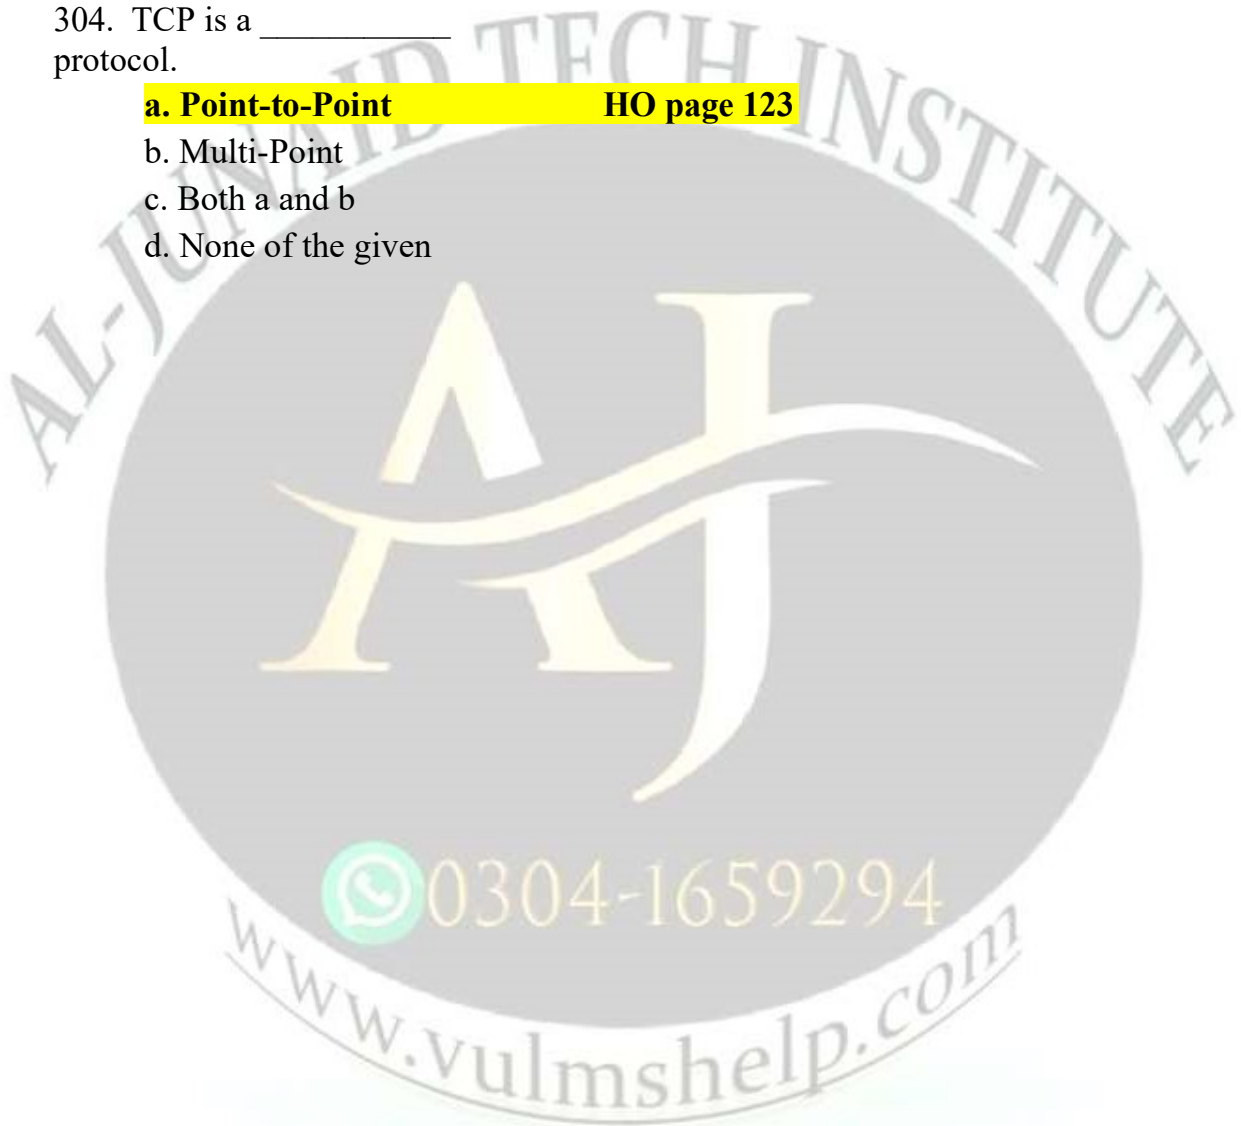 304. TCP is a ___________
protocol.
a. Point-to-Point HO page 123
b. Multi-Point
c. Both a and b
d. None of the given
AL-JUNAID TECH INSTITUTE
AJ
0304-1659294
www.vulmshelp.com